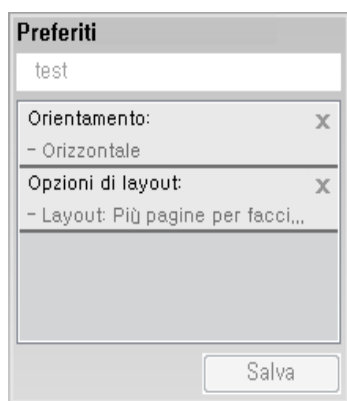 Preferiti
test
Orientamento:
x
- Orizzontale
Opzioni di layout:
x
- Layout: Più pagine per facci...
Salva